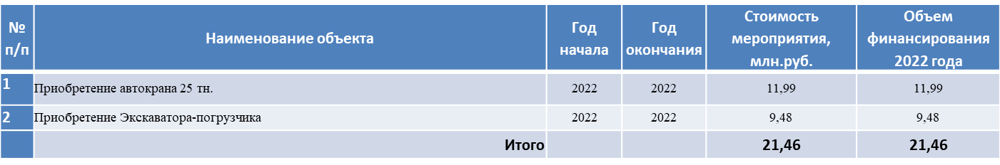 № п/п Наименование объекта Год начала Год окончания Стоимость мероприятия, млн.руб. Объем финансирования 2022 года
1 Приобретение автокрана 25 тн. 2022 2022 11,99 11,99
2 Приобретение Экскаватора-погрузчика 2022 2022 9,48 9,48
Итого 21,46 21,46